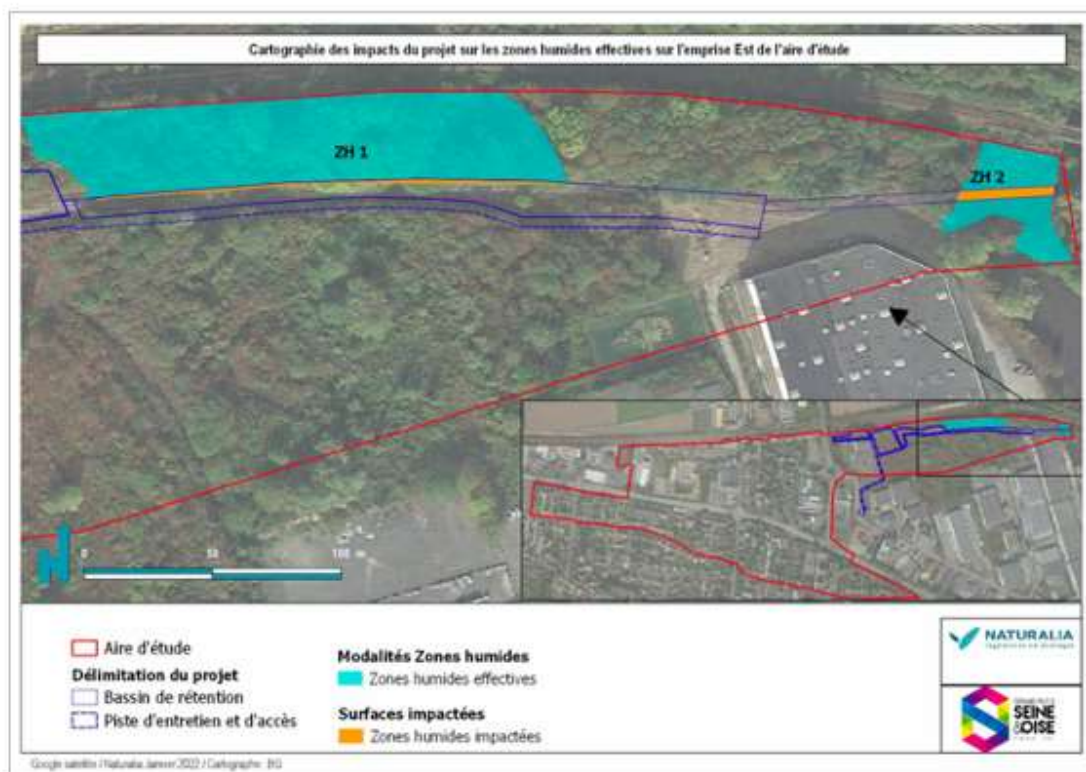 Cartographie des impacts du projet sur les zones humides effectives sur l'emprise Est de l'aire d'étude
ZH 1
ZH 2
0 50 100 m
Aire d'étude
Délimitation du projet
Bassin de rétention
Piste d'entretien et d'accès
Modalités Zones humides
Zones humides effectives
Surfaces impactées
Zones humides impactées
NATURALIA
SEINE
&OISE
Google satellite / Naturalia Janvier 2022 / Cartographe : BG